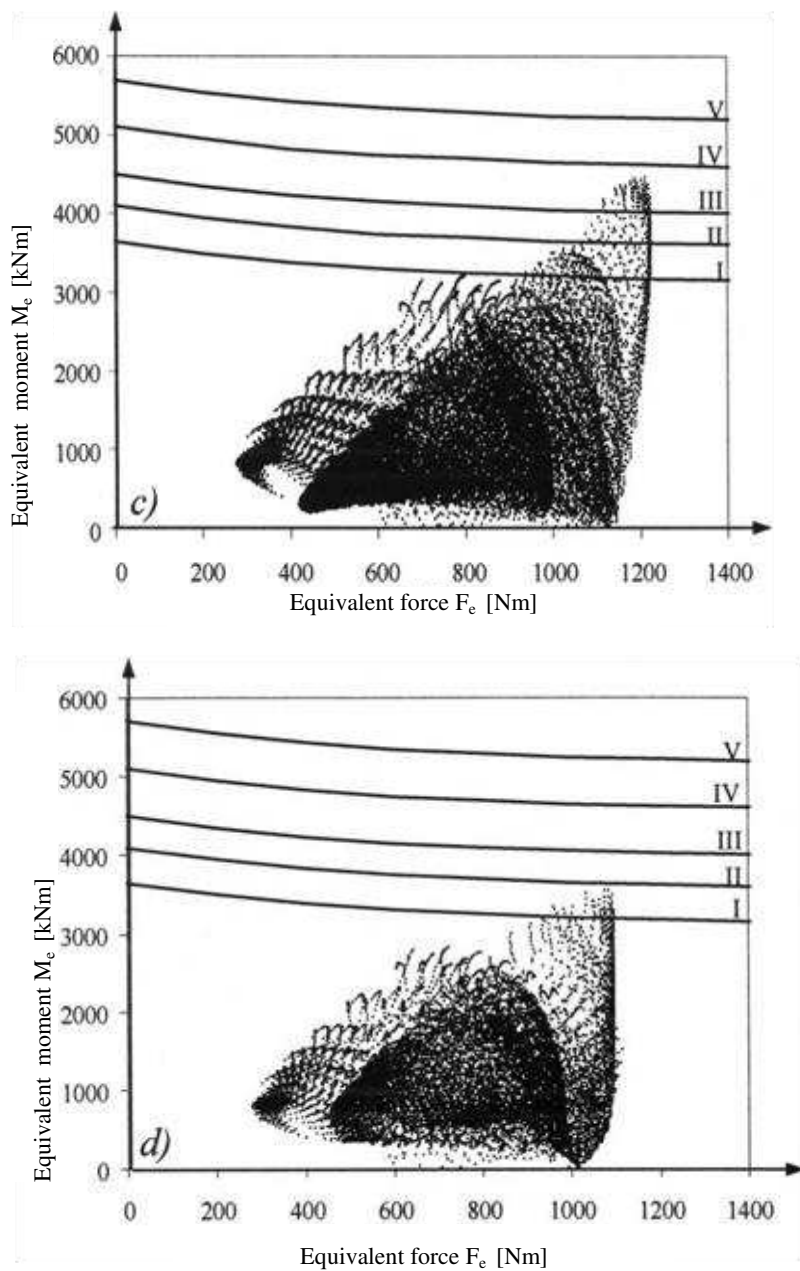 6000
5000
4000
3000
2000
1000
0
Equivalent moment Mₑ [kNm]
V
IV
III
II
I
c)
0 200 400 600 800 1000 1200 1400
Equivalent force Fₑ [Nm]
6000
5000
4000
3000
2000
1000
0
Equivalent moment Mₑ [kNm]
V
IV
III
II
I
d)
0 200 400 600 800 1000 1200 1400
Equivalent force Fₑ [Nm]